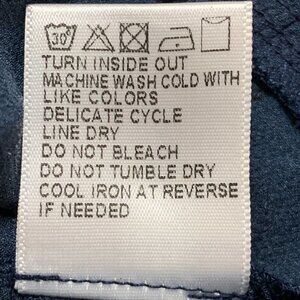 30°
TURN INSIDE OUT
MACHINE WASH COLD WITH
LIKE COLORS
DELICATE CYCLE
LINE DRY
DO NOT BLEACH
DO NOT TUMBLE DRY
COOL IRON AT REVERSE
IF NEEDED